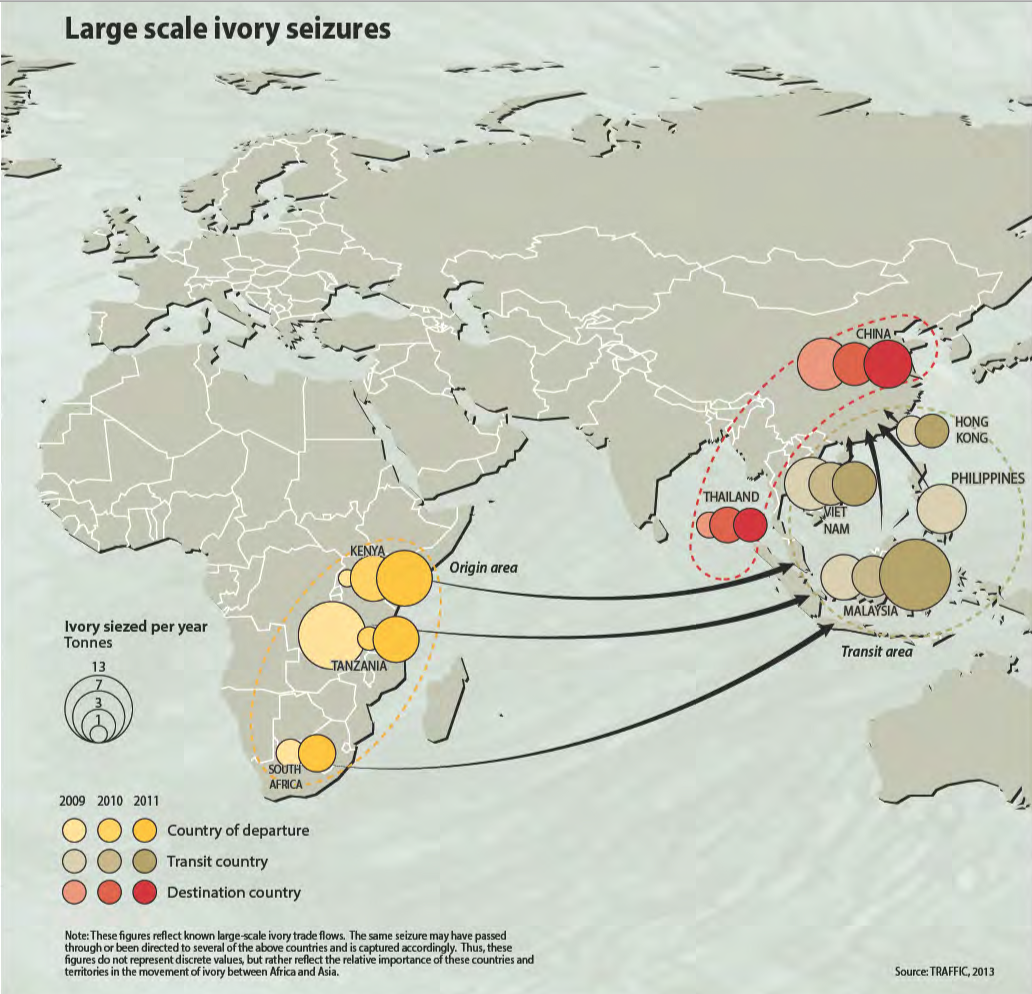 Large scale ivory seizures
CHINA
HONG
KONG
PHILIPPINES
THAILAND
VIET
NAM
KENYA
Origin area
MALAYSIA
Ivory siezed per year
Tonnes
13
7
3
1
TANZANIA
Transit area
SOUTH
AFRICA
2009 2010 2011
Country of departure
Transit country
Destination country
Note: These figures reflect known large-scale ivory trade flows. The same seizure may have passed
through or been directed to several of the above countries and is captured accordingly. Thus, these
figures do not represent discrete values, but rather reflect the relative importance of these countries and
territories in the movement of ivory between Africa and Asia.
Source: TRAFFIC, 2013